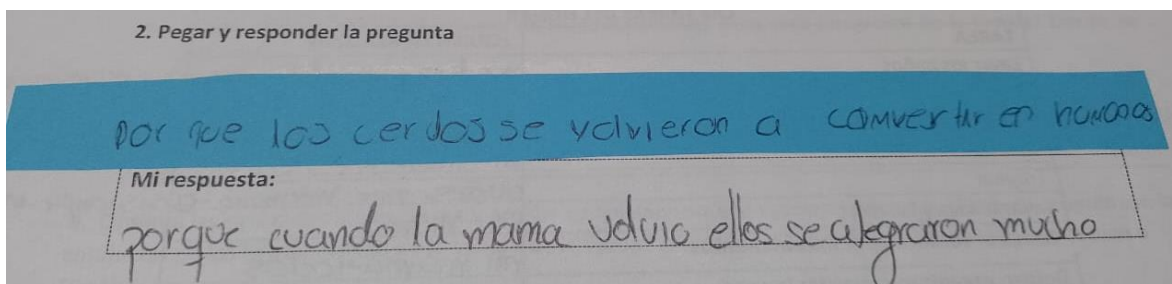 2. Pegar y responder la pregunta
por que los cerdos se volvieron a comvertir en humanos
Mi respuesta:
porque cuando la mama volvio ellos se alegraron mucho